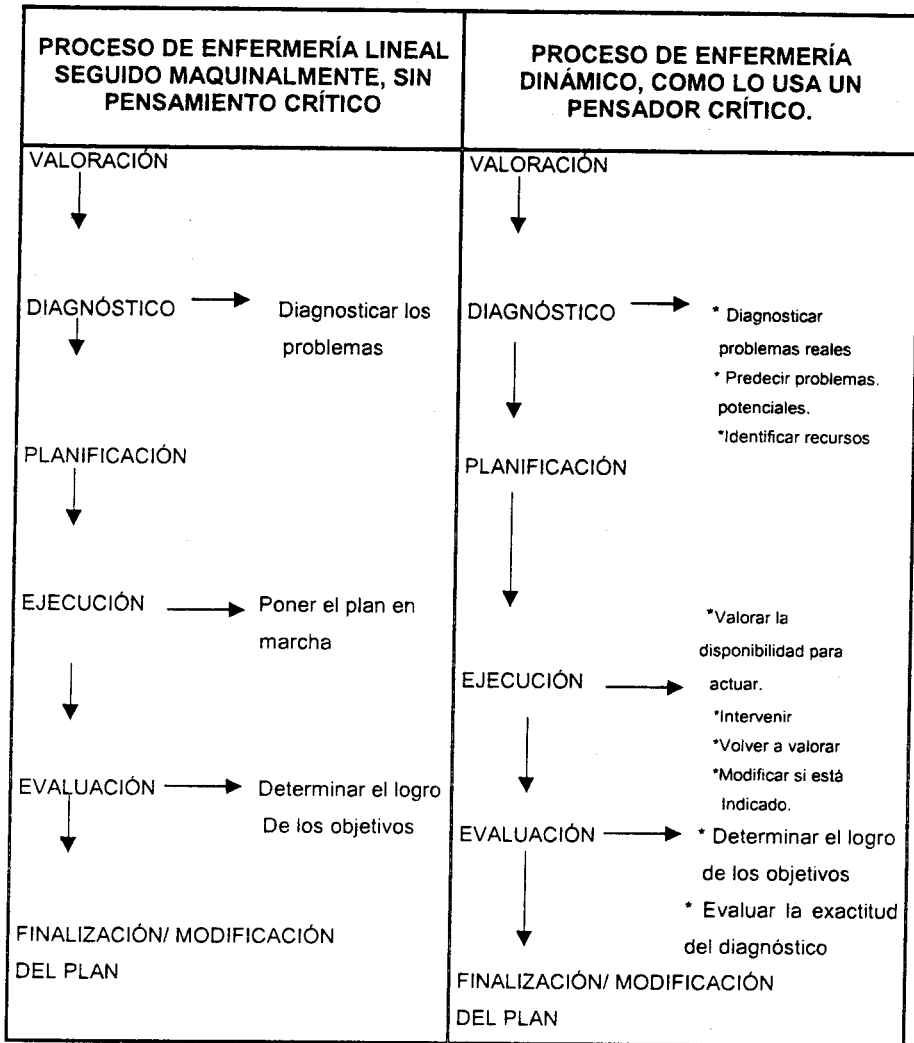 PROCESO DE ENFERMERÍA LINEAL
SEGUIDO MAQUINALMENTE, SIN
PENSAMIENTO CRÍTICO
VALORACIÓN
DIAGNÓSTICO
Diagnosticar los
problemas
PLANIFICACIÓN
EJECUCIÓN
Poner el plan en
marcha
EVALUACIÓN
Determinar el logro
De los objetivos
FINALIZACIÓN/ MODIFICACIÓN
DEL PLAN
PROCESO DE ENFERMERÍA
DINÁMICO, COMO LO USA UN
PENSADOR CRÍTICO.
VALORACIÓN
DIAGNÓSTICO
* Diagnosticar
problemas reales
* Predecir problemas.
potenciales.
*Identificar recursos
PLANIFICACIÓN
EJECUCIÓN
*Valorar la
disponibilidad para
actuar.
*Intervenir
*Volver a valorar
*Modificar si está
Indicado.
EVALUACIÓN
* Determinar el logro
de los objetivos
* Evaluar la exactitud
del diagnóstico
FINALIZACIÓN/ MODIFICACIÓN
DEL PLAN